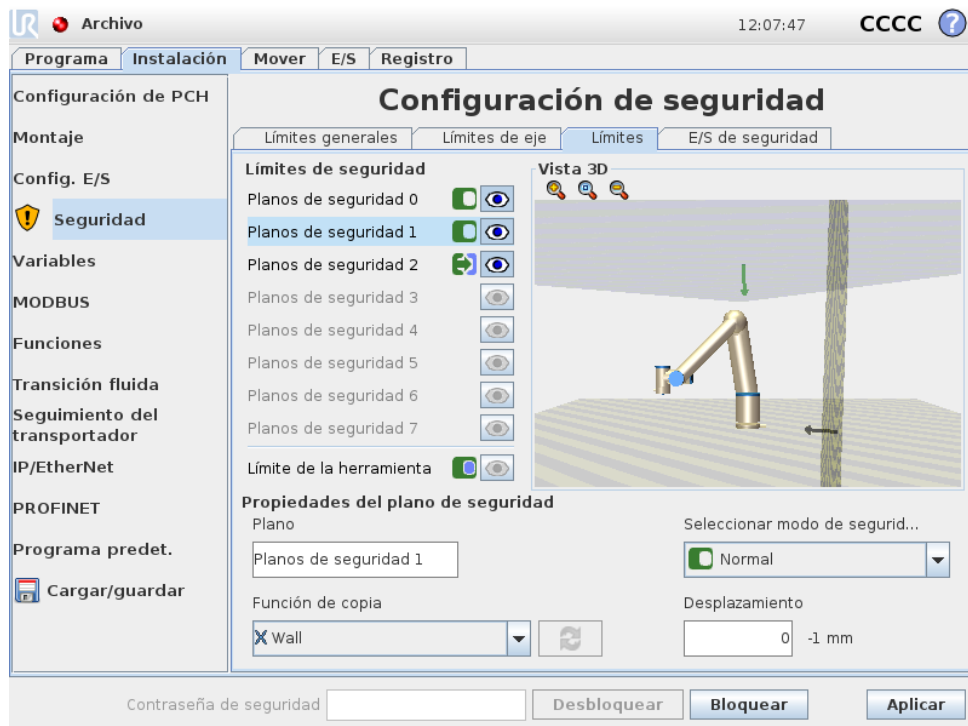 UR Archivo 12:07:47 CCCC ?
Programa Instalación Mover E/S Registro
Configuración de PCH
Montaje
Config. E/S
Seguridad
Variables
MODBUS
Funciones
Transición fluida
Seguimiento del
transportador
IP/EtherNet
PROFINET
Programa predet.
Cargar/guardar
Configuración de seguridad
Límites generales Límites de eje Límites E/S de seguridad
Límites de seguridad
Planos de seguridad 0
Planos de seguridad 1
Planos de seguridad 2
Planos de seguridad 3
Planos de seguridad 4
Planos de seguridad 5
Planos de seguridad 6
Planos de seguridad 7
Límite de la herramienta
Vista 3D
Propiedades del plano de seguridad
Plano
Planos de seguridad 1
Seleccionar modo de segurid...
Normal
Función de copia
Wall
Desplazamiento
0 -1 mm
Contraseña de seguridad Desbloquear Bloquear Aplicar